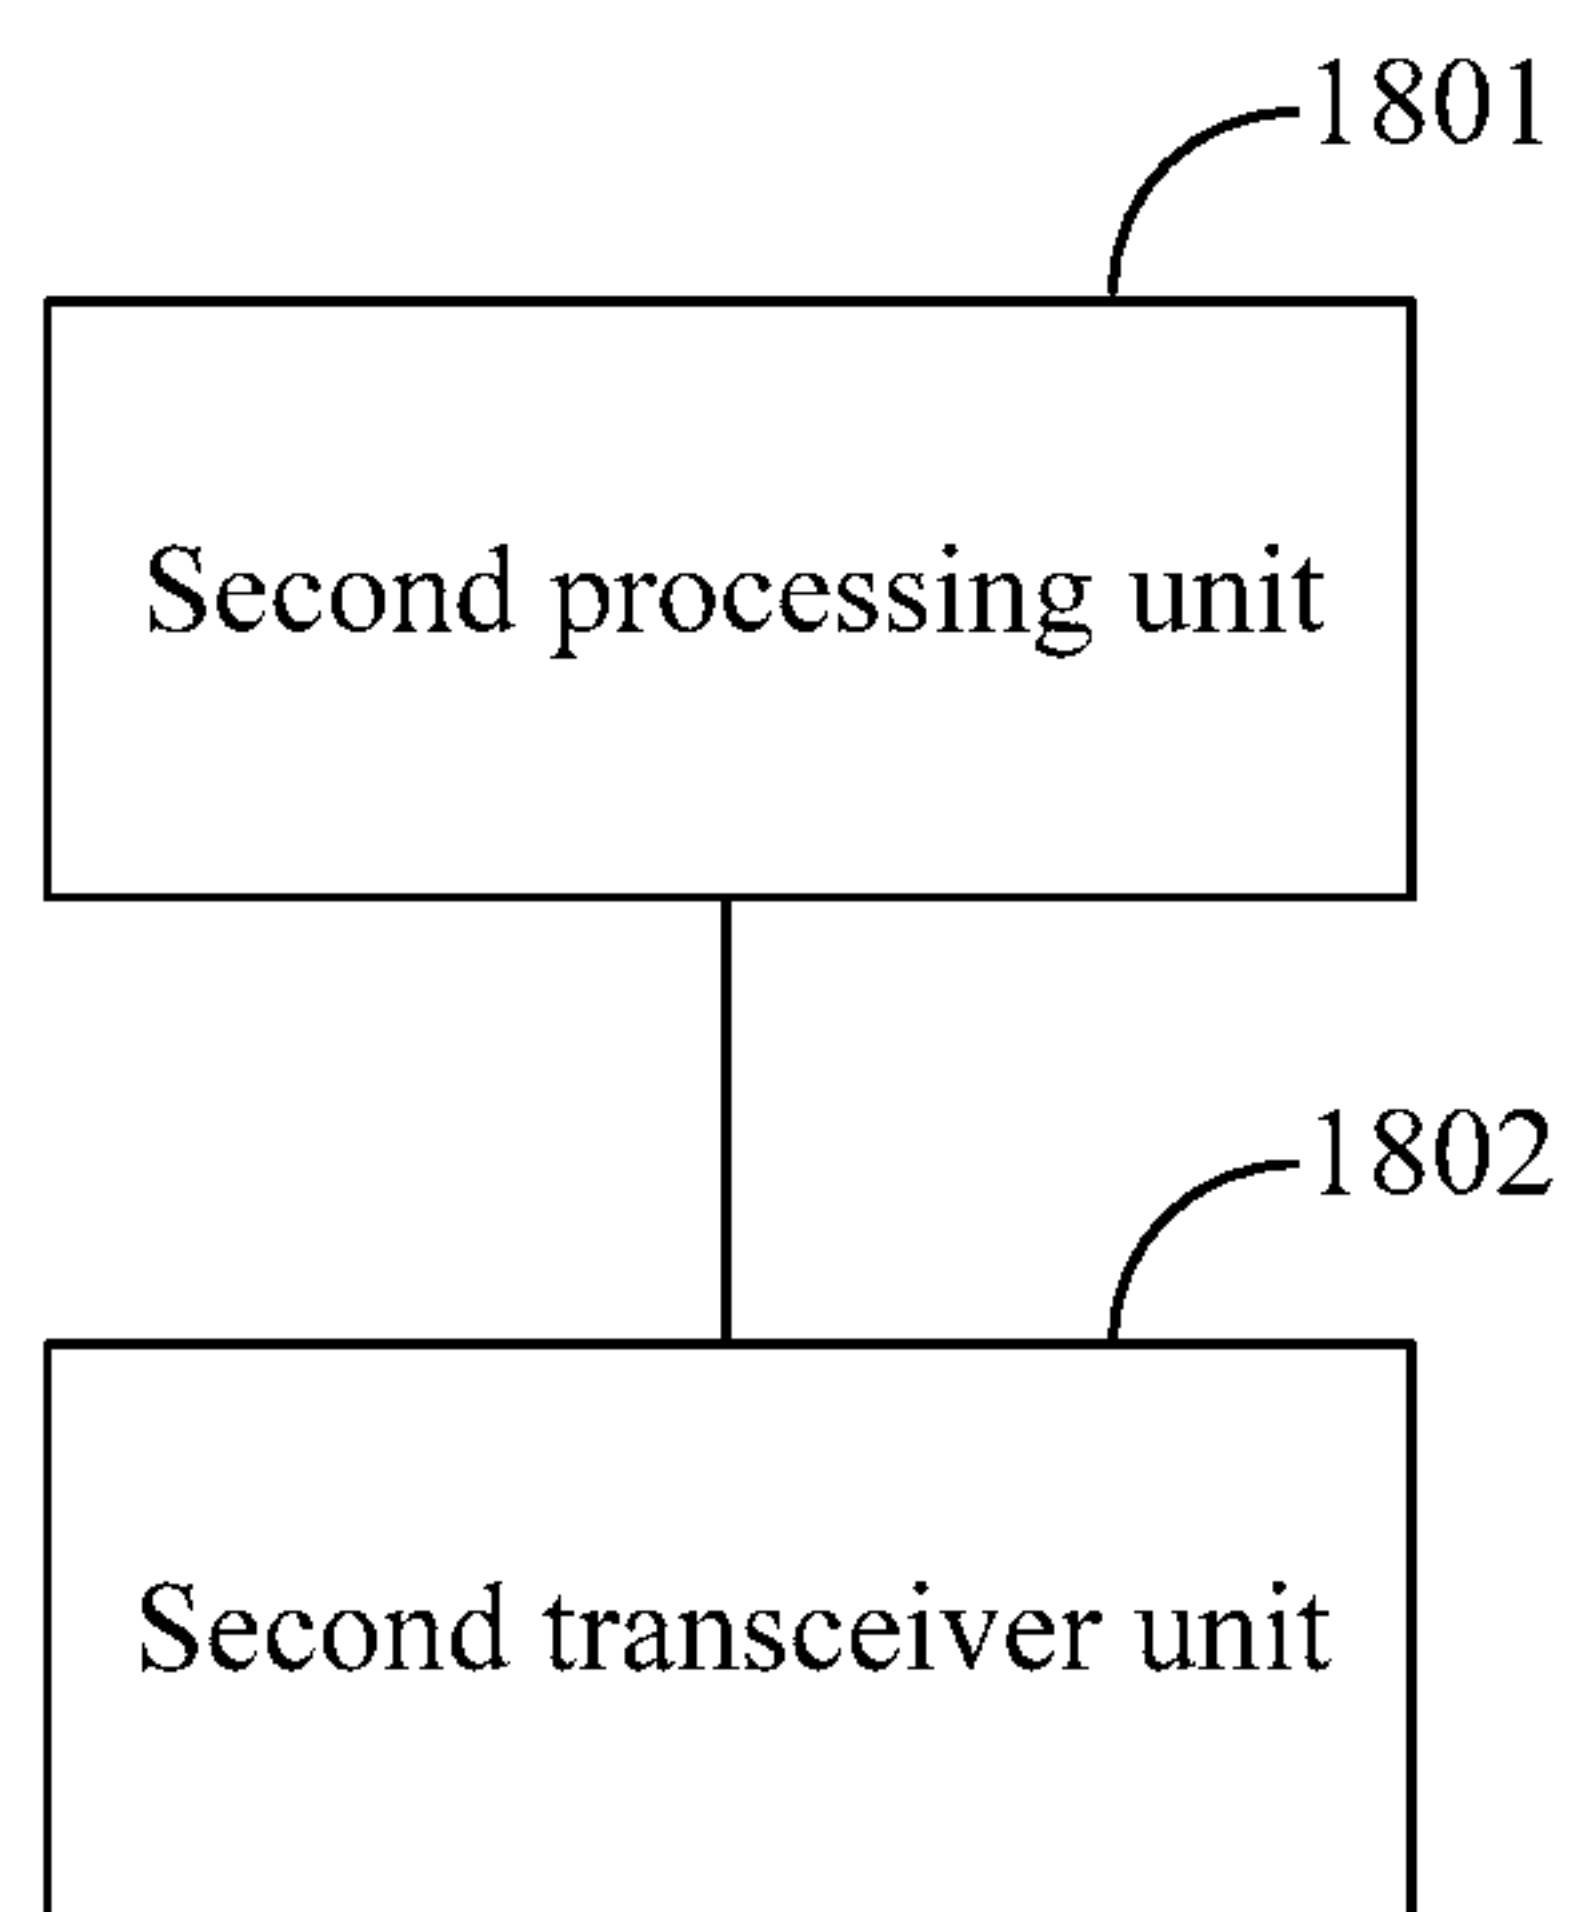 1801
Second processing unit
1802
Second transceiver unit